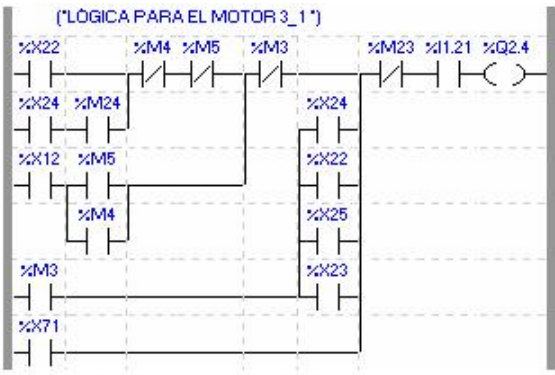 ("LÓGICA PARA EL MOTOR 3_1")
%X22 %M4 %M5 %M3 %M23 %I1.21 %Q2.4
%X24 %M24 %X24
%X12 %M5 %X22
%M4 %X25
%M3 %X23
%X71